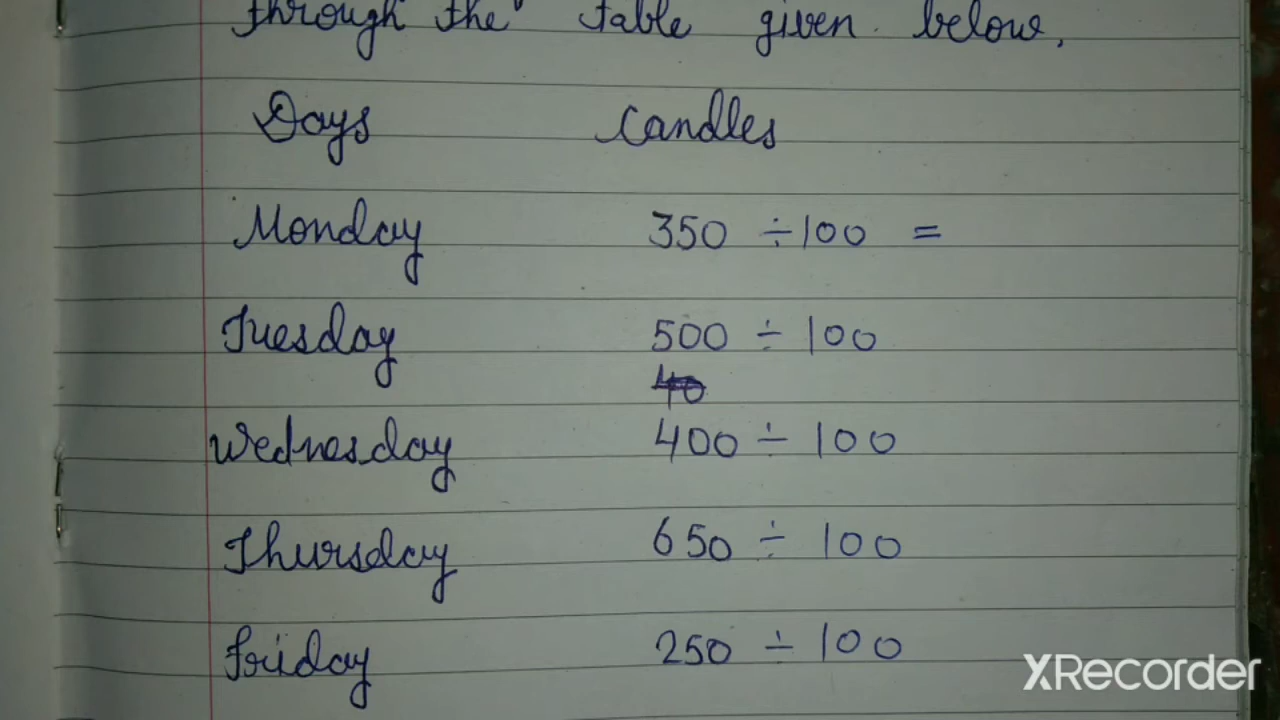 through the table given below,
Days Candles
Monday 350 ÷ 100 =
Tuesday 500 ÷ 100
40
Wednesday 400 ÷ 100
Thursday 650 ÷ 100
Friday 250 ÷ 100
XRecorder